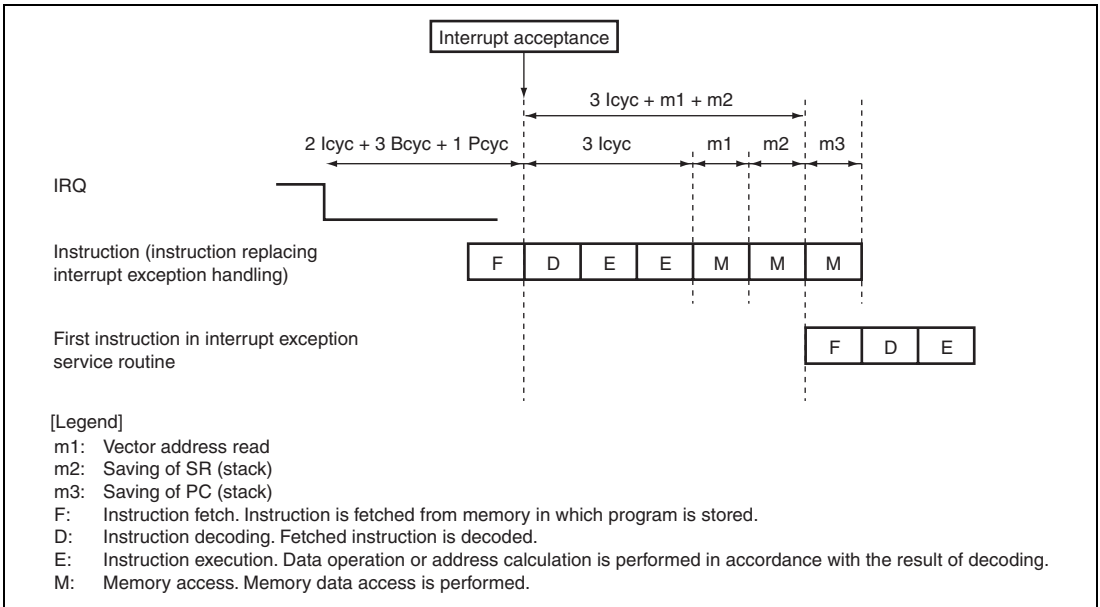 Interrupt acceptance
3 Icyc + m1 + m2
2 Icyc + 3 Bcyc + 1 Pcyc
3 Icyc
m1
m2
m3
IRQ
Instruction (instruction replacing
interrupt exception handling)
F D E E M M M
First instruction in interrupt exception
service routine
F D E
[Legend]
m1: Vector address read
m2: Saving of SR (stack)
m3: Saving of PC (stack)
F: Instruction fetch. Instruction is fetched from memory in which program is stored.
D: Instruction decoding. Fetched instruction is decoded.
E: Instruction execution. Data operation or address calculation is performed in accordance with the result of decoding.
M: Memory access. Memory data access is performed.